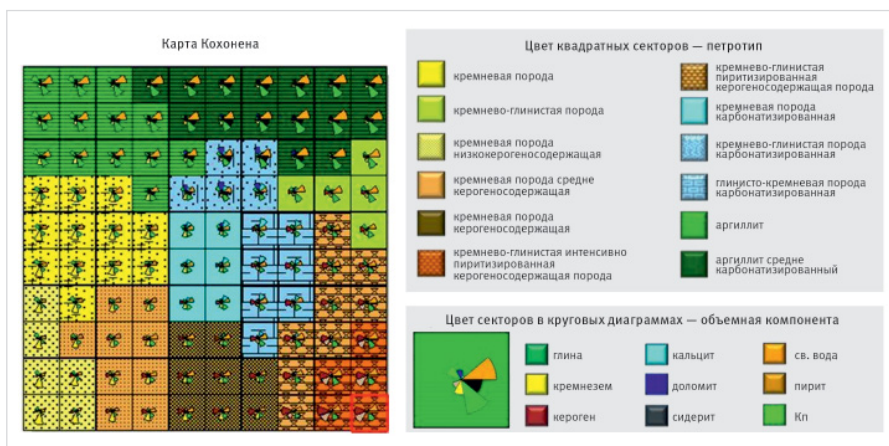 Карта Кохонена
Цвет квадратных секторов — петротип
кремневая порода
кремнево-глинистая порода
кремневая порода
низкокерогеносодержащая
кремневая порода средне
керогеносодержащая
кремневая порода
керогеносодержащая
кремнево-глинистая интенсивно
пиритизированная
керогеносодержащая порода
кремнево-глинистая
пиритизированная
керогеносодержащая порода
кремневая порода
карбонатизированная
кремнево-глинистая порода
карбонатизированная
глинисто-кремневая порода
карбонатизированная
аргиллит
аргиллит средне
карбонатизированный
Цвет секторов в круговых диаграммах — объемная компонента
глина
кремнезем
кероген
кальцит
доломит
сидерит
св. вода
пирит
Кп